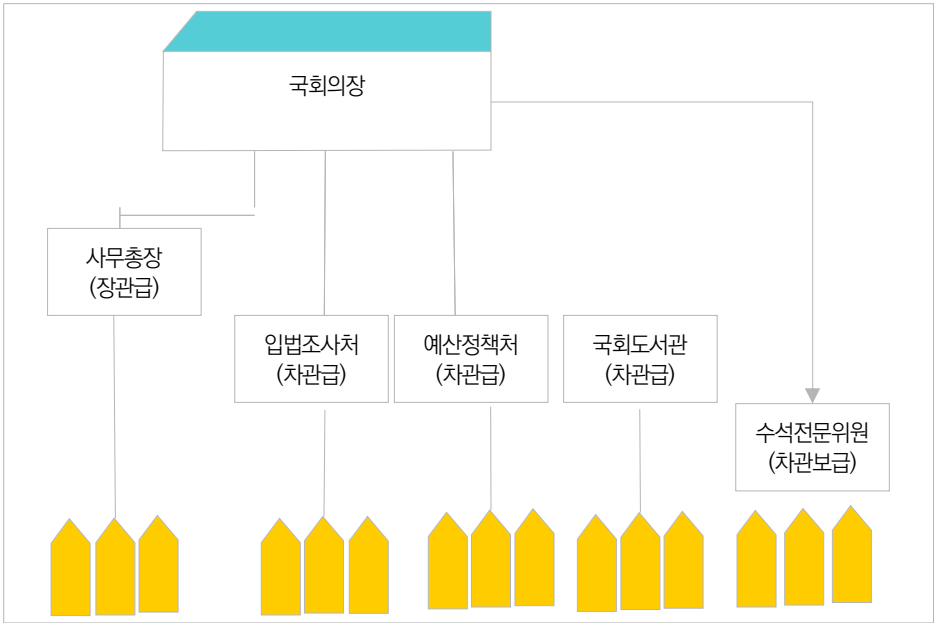 국회의장
사무총장
(장관급)
입법조사처
(차관급)
예산정책처
(차관급)
국회도서관
(차관급)
수석전문위원
(차관보급)